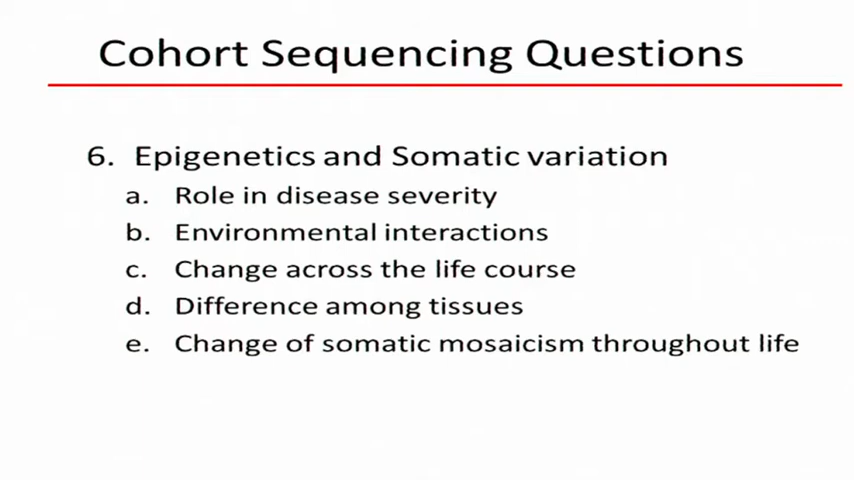 Cohort Sequencing Questions
6. Epigenetics and Somatic variation
a. Role in disease severity
b. Environmental interactions
c. Change across the life course
d. Difference among tissues
e. Change of somatic mosaicism throughout life